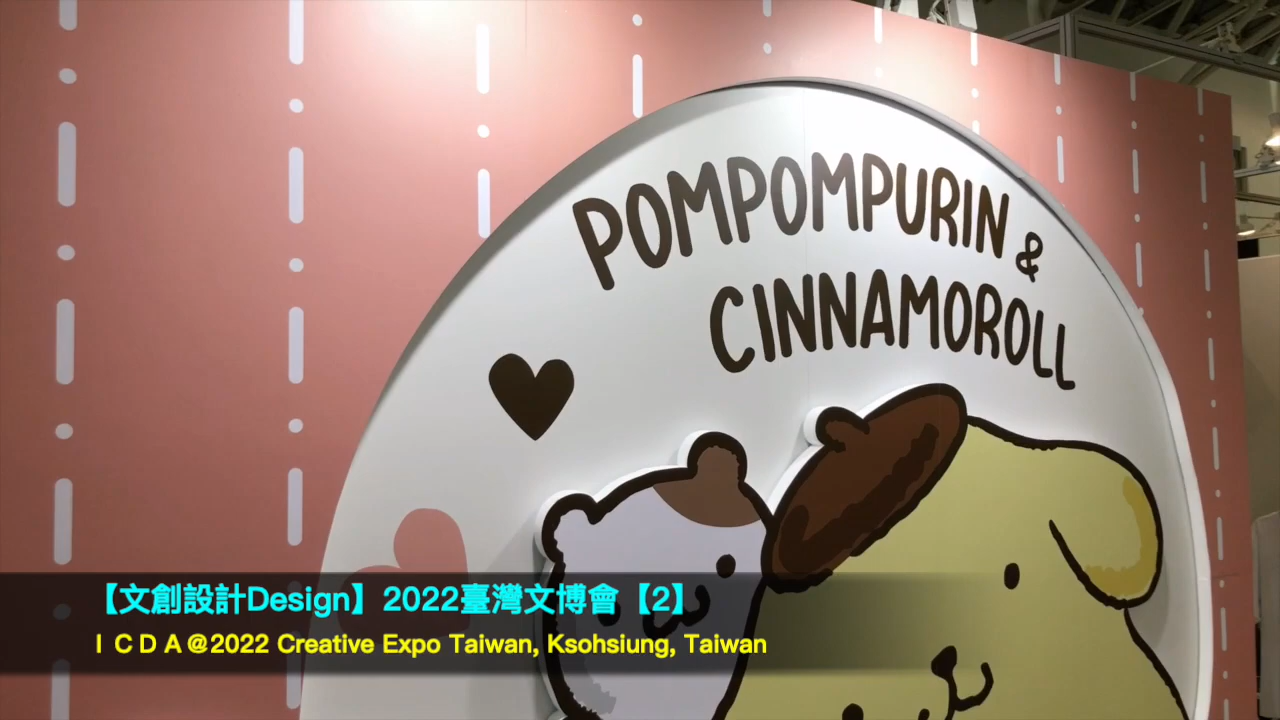 POMPOMPURIN &
CINNAMOROLL
【文創設計Design】2022臺灣文博會【2】
ＩＣＤＡ@2022 Creative Expo Taiwan, Ksohsiung, Taiwan